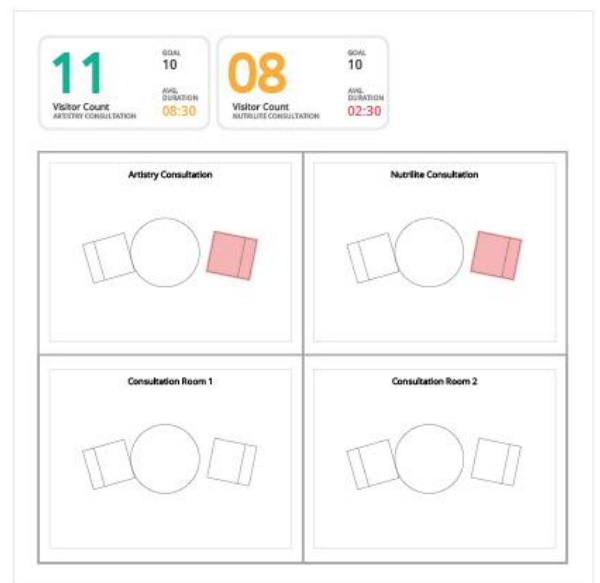 11
GOAL
10
AVG.
DURATION
08:30
Visitor Count
ARTISTRY CONSULTATION
08
GOAL
10
AVG.
DURATION
02:30
Visitor Count
NUTRILITE CONSULTATION
Artistry Consultation
Nutrilite Consultation
Consultation Room 1
Consultation Room 2